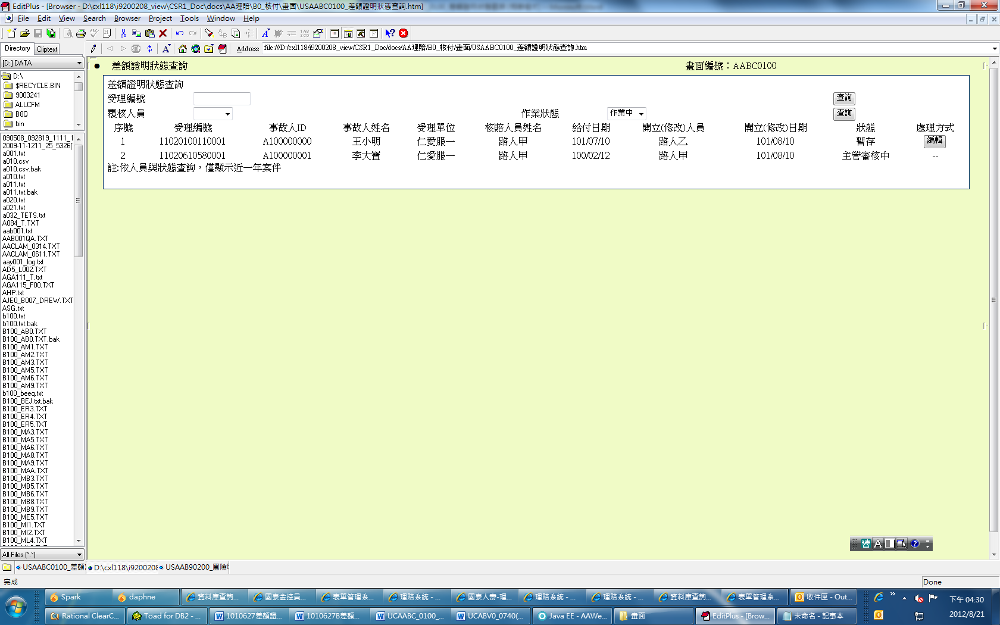 EditPlus - [Browser - D:\cxl118\i9200208_view\CSR1_Doc\docs\AA理賠\B0_核付\畫面\USAABC0100_差額證明狀態查詢.htm]
File Edit View Search Browser Project Tools Window Help
Directory Cliptext
Address file:///D:/cxl118/i9200208_view/CSR1_Doc/docs/AA理賠/B0_核付/畫面/USAABC0100_差額證明狀態查詢.htm
[D:] DATA
D:\
$RECYCLE.BIN
9003241
ALLCFM
B8Q
bin
090508_092819_1111_1
2009-11-1211_25_5326[
a001.txt
a010.csv
a010.csv.bak
a010.txt
a011.txt
a011.txt.bak
a020.txt
a021.txt
a032_TETS.txt
A084_T.TXT
aab001.txt
AAB001QA.TXT
AACLAM_0314.TXT
AACLAM_0611.TXT
aay001_log.txt
AD5_L002.TXT
AGA111_T.txt
AGA115_F00.TXT
AHP.txt
AJE0_B007_DREW.TXT
ASG.txt
b100.txt
b100.txt.bak
B100_AB0.TXT
B100_AB0.TXT.bak
B100_AM1.TXT
B100_AM2.TXT
B100_AM3.TXT
B100_AM5.TXT
B100_AM6.TXT
B100_AM9.TXT
b100_beeq.txt
B100_BEJ.txt.bak
B100_ER3.TXT
B100_ER4.TXT
B100_ER5.TXT
B100_MA3.TXT
B100_MA5.TXT
B100_MA6.TXT
B100_MA8.TXT
B100_MA9.TXT
B100_MAA.TXT
B100_MB3.TXT
B100_MB5.TXT
B100_MB6.TXT
B100_MB8.TXT
B100_MB9.TXT
B100_ME5.TXT
B100_MI1.TXT
B100_MI2.TXT
B100_ML4.TXT
All Files (*.*)
● 差額證明狀態查詢 畫面編號：AABC0100
差額證明狀態查詢
受理編號 查詢
覆核人員 作業狀態 作業中 查詢
序號 受理編號 事故人ID 事故人姓名 受理單位 核賠人員姓名 給付日期 開立(修改)人員 開立(修改)日期 狀態 處理方式
1 11020100110001 A100000000 王小明 仁愛服一 路人甲 101/07/10 路人乙 101/08/10 暫存 編輯
2 11020610580001 A100000001 李大寶 仁愛服一 路人甲 100/02/12 路人甲 101/08/10 主管審核中 --
註:依人員與狀態查詢，僅顯示近一年案件
USAABC0100_差額 D:\cxl118\i9200208 USAAB90200_團險
完成 Done
Spark daphne 資料庫查詢... 國泰金控員... 表單管理系... 理賠系統 - ... 國泰人壽-理... 理賠系統 - ... 理賠系統 - ... 資料庫查詢... 表單管理系... 收件匣 - Out... 下午 04:30
Rational ClearC... Toad for DB2 - ... 1010627差額證... 1010627B差額... UCAABC_0100_... UCABV0_0740(... Java EE - AAWe... 畫面 EditPlus - [Brow... 未命名 - 記事本 2012/8/21